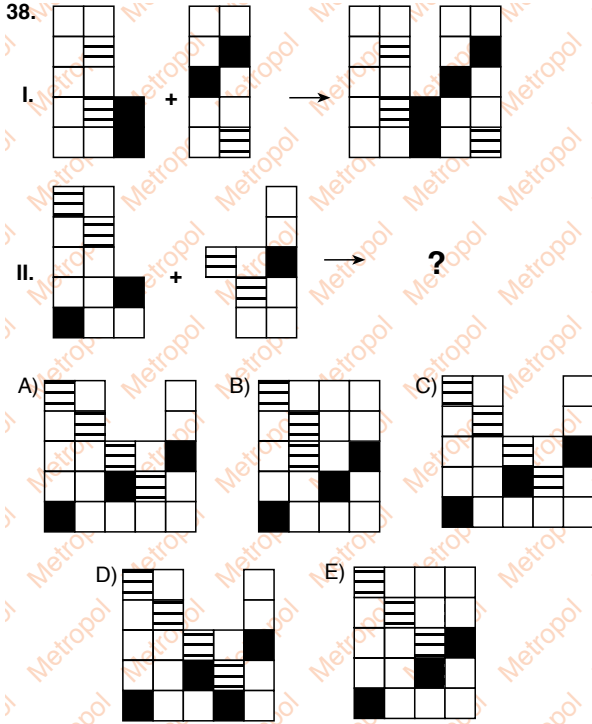 38.
I. +
II. + ?
A) B) C)
D) E)
Metropol